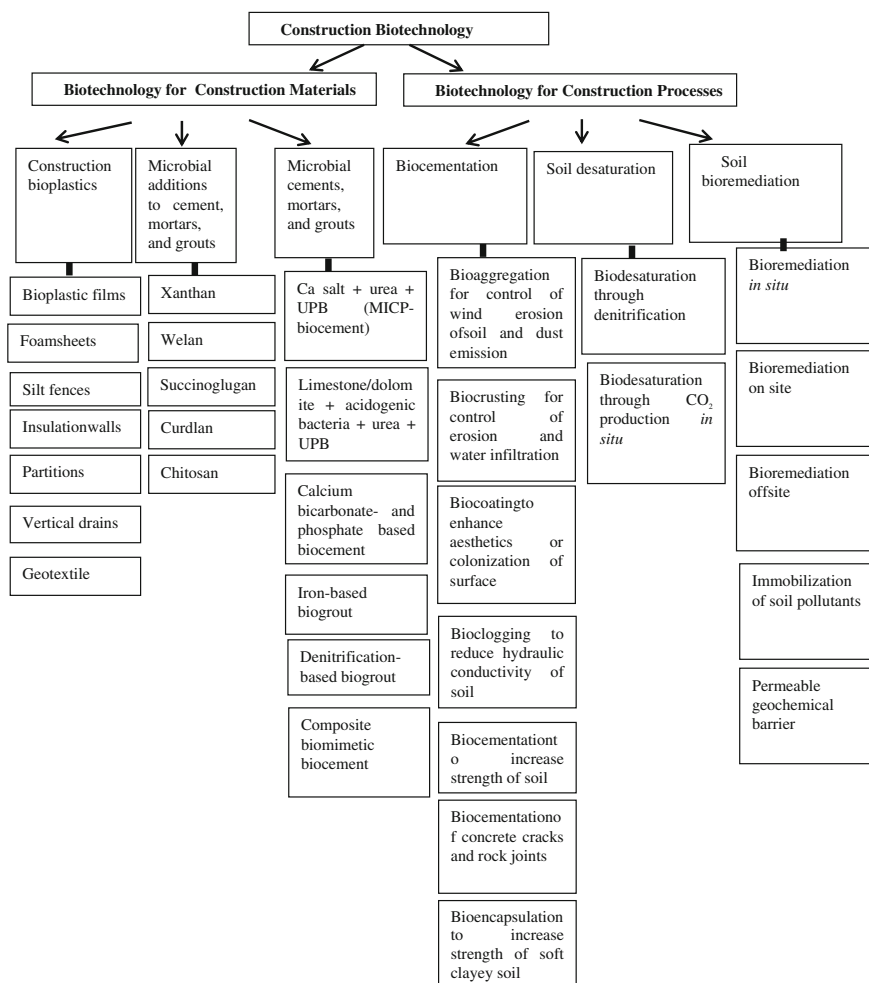 Construction Biotechnology
Biotechnology for Construction Materials
Biotechnology for Construction Processes
Construction
bioplastics
Microbial
additions
to cement,
mortars,
and grouts
Microbial
cements,
mortars,
and grouts
Biocementation
Soil desaturation
Soil
bioremediation
Bioplastic films
Foamsheets
Silt fences
Insulationwalls
Partitions
Vertical drains
Geotextile
Xanthan
Welan
Succinoglugan
Curdlan
Chitosan
Ca salt + urea +
UPB (MICP-
biocement)
Limestone/dolom
ite + acidogenic
bacteria + urea +
UPB
Calcium
bicarbonate- and
phosphate based
biocement
Iron-based
biogrout
Denitrification-
based biogrout
Composite
biomimetic
biocement
Bioaggregation
for control of
wind erosion
ofsoil and dust
emission
Biocrusting for
control of
erosion and
water infiltration
Biocoatingto
enhance
aesthetics or
colonization of
surface
Bioclogging to
reduce hydraulic
conductivity of
soil
Biocementationt
o increase
strength of soil
Biocementationo
f concrete cracks
and rock joints
Bioencapsulation
to increase
strength of soft
clayey soil
Biodesaturation
through
denitrification
Biodesaturation
through CO₂
production in
situ
Bioremediation
in situ
Bioremediation
on site
Bioremediation
offsite
Immobilization
of soil pollutants
Permeable
geochemical
barrier